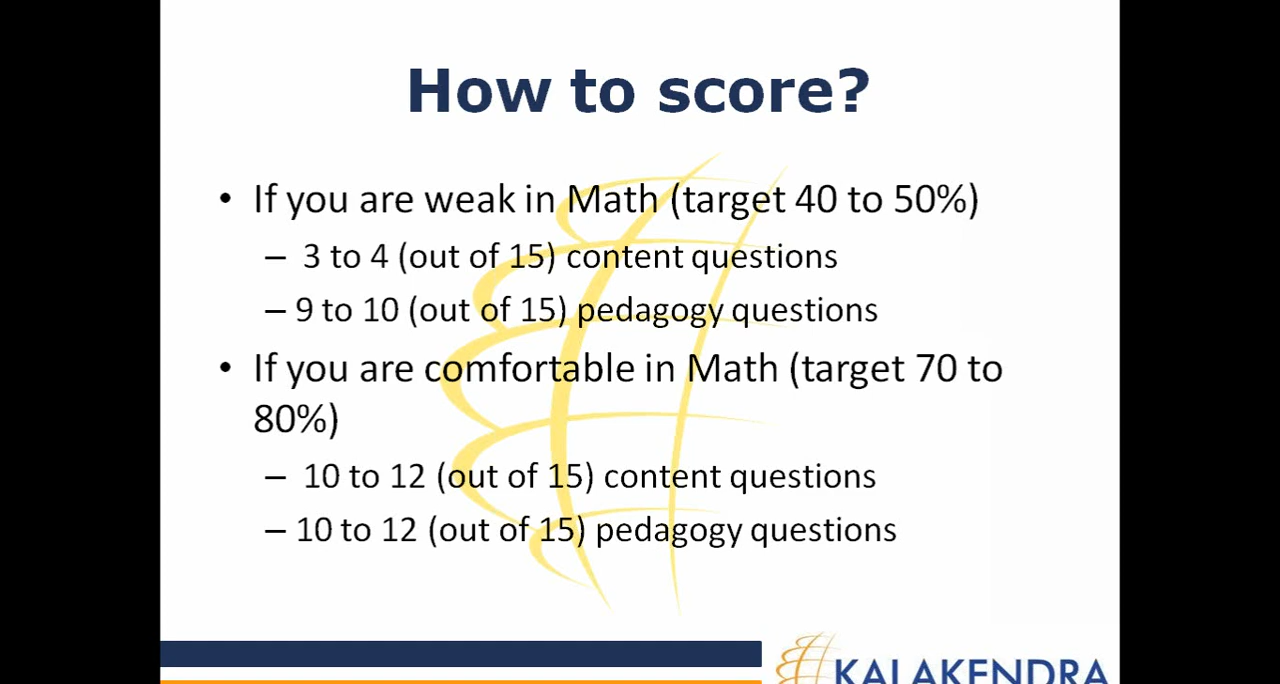 How to score?
• If you are weak in Math (target 40 to 50%)
– 3 to 4 (out of 15) content questions
– 9 to 10 (out of 15) pedagogy questions
• If you are comfortable in Math (target 70 to
80%)
– 10 to 12 (out of 15) content questions
– 10 to 12 (out of 15) pedagogy questions
KALAKENDRA